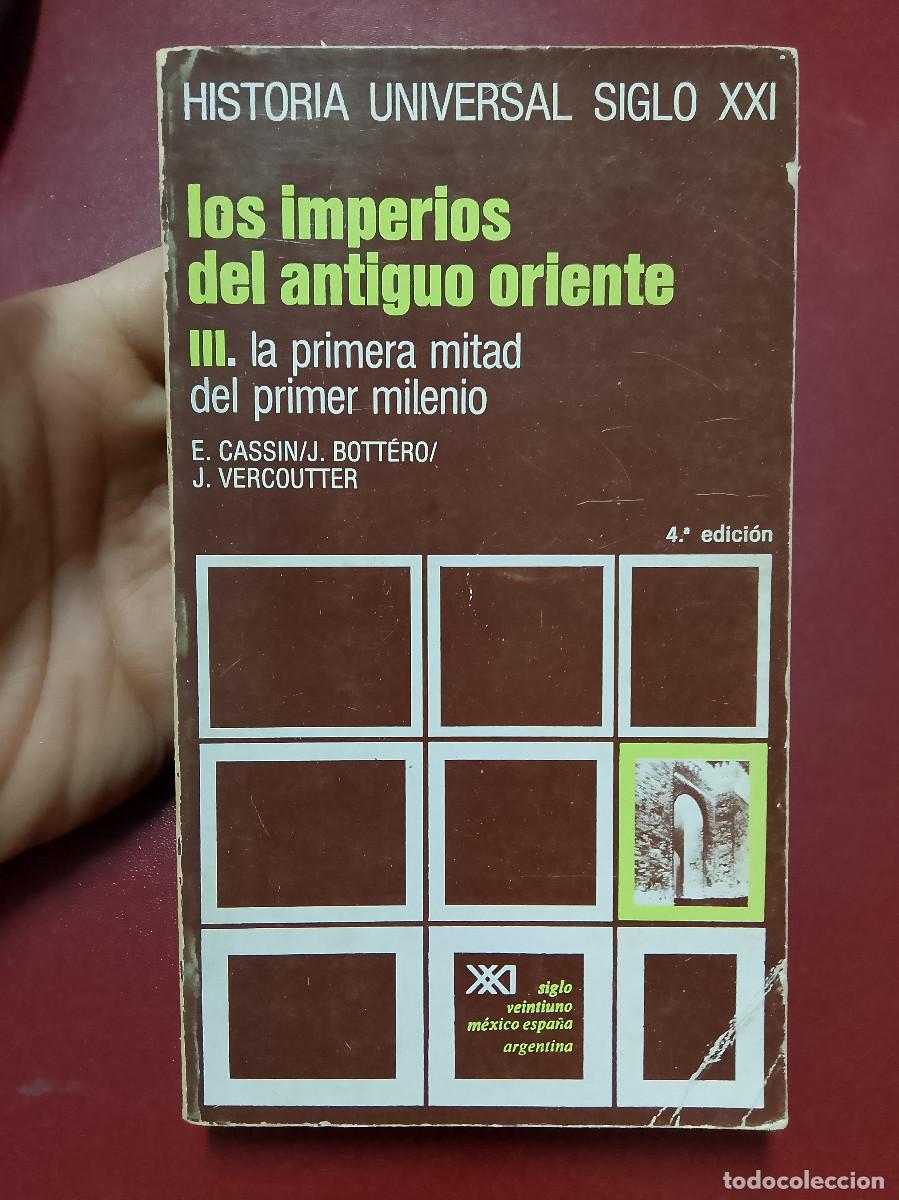 HISTORIA UNIVERSAL SIGLO XXI
los imperios
del antiguo oriente
III. la primera mitad
del primer milenio
E. CASSIN/J. BOTTÉRO/
J. VERCOUTTER
4.ª edición
XXI siglo
veintiuno
méxico españa
argentina
todocoleccion